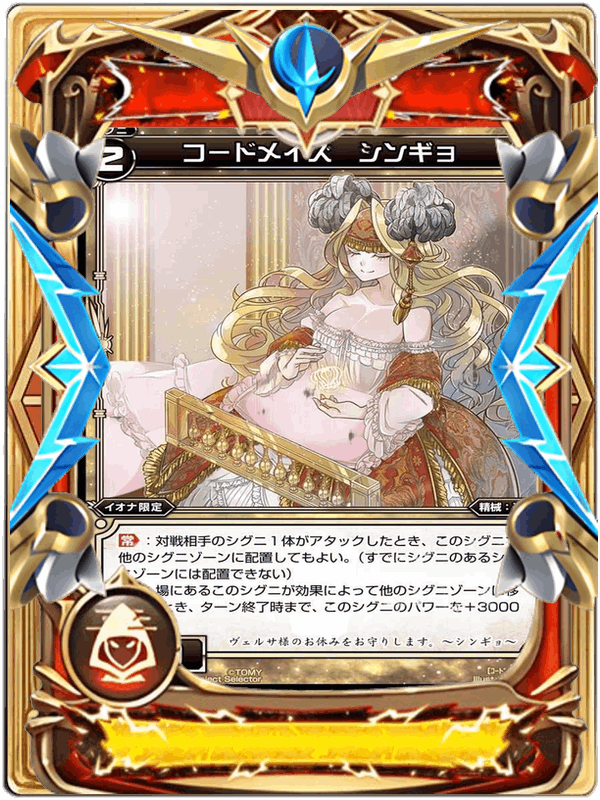 2
コードメイズ シンギョ
イオナ限定
精械:
常:対戦相手のシグニ1体がアタックしたとき、このシグニ
他のシグニゾーンに配置してもよい。(すでにシグニのあるシ
ゾーンには配置できない)
場にあるこのシグニが効果によって他のシグニゾーンに移
とき、ターン終了時まで、このシグニのパワーを+3000
ヴェルサ様のお休みをお守りします。~シンギョ~
©TOMY
Selector